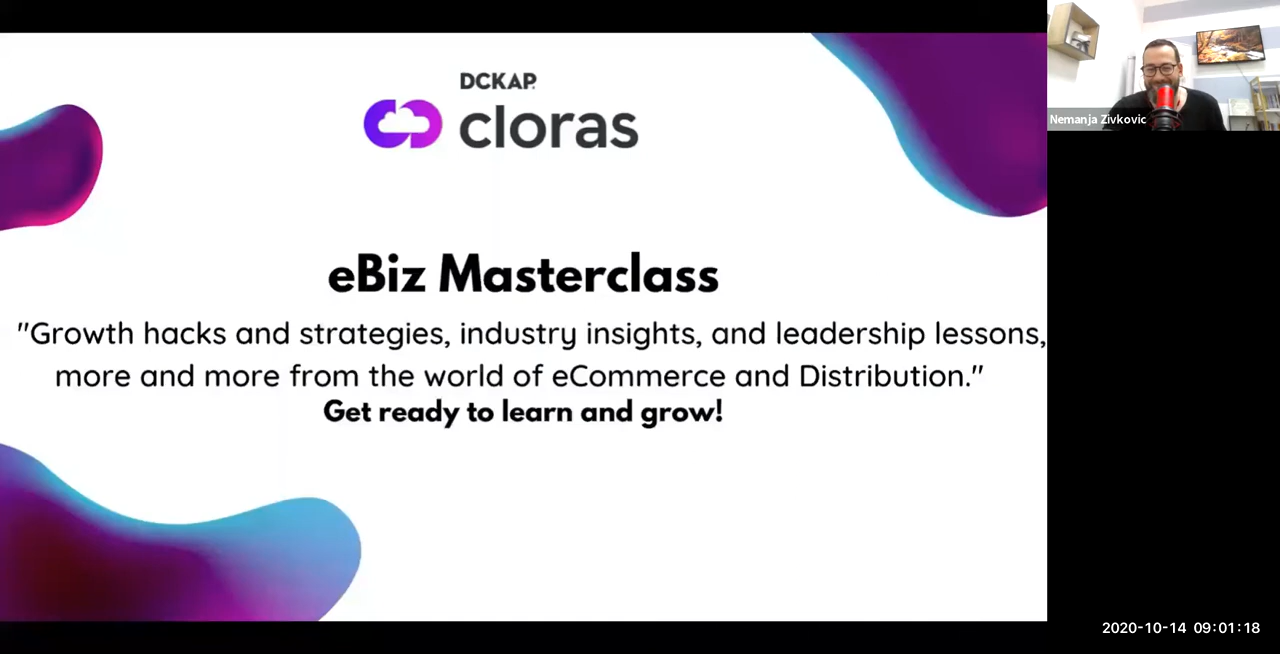 DCKAP
cloras
eBiz Masterclass
"Growth hacks and strategies, industry insights, and leadership lessons,
more and more from the world of eCommerce and Distribution."
Get ready to learn and grow!
Nemanja Zivkovic
2020-10-14 09:01:18